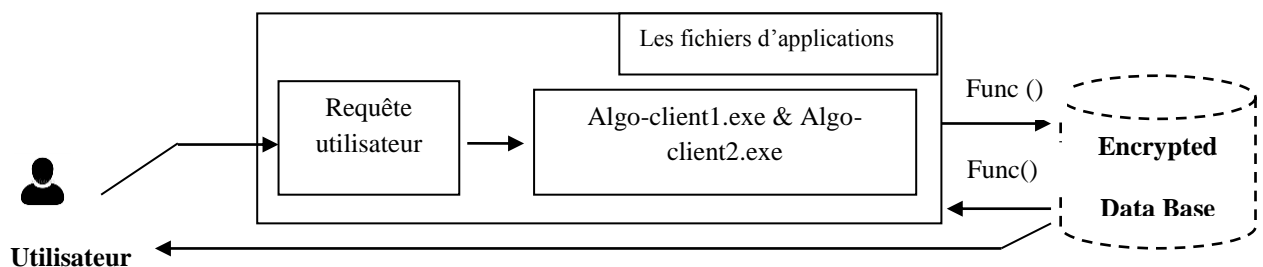 Les fichiers d’applications
Requête
utilisateur
Algo-client1.exe & Algo-
client2.exe
Func ()
Encrypted
Func()
Data Base
Utilisateur